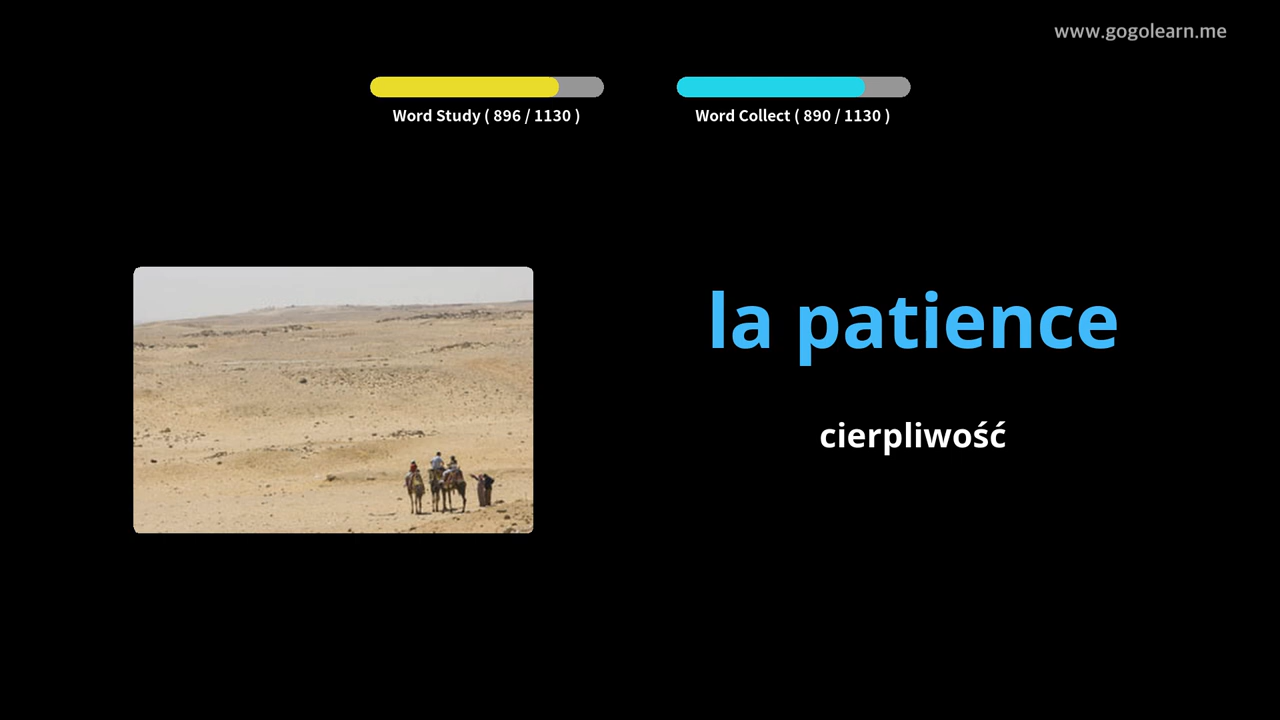 www.gogolearn.me
Word Study ( 896 / 1130 )
Word Collect ( 890 / 1130 )
la patience
cierpliwość